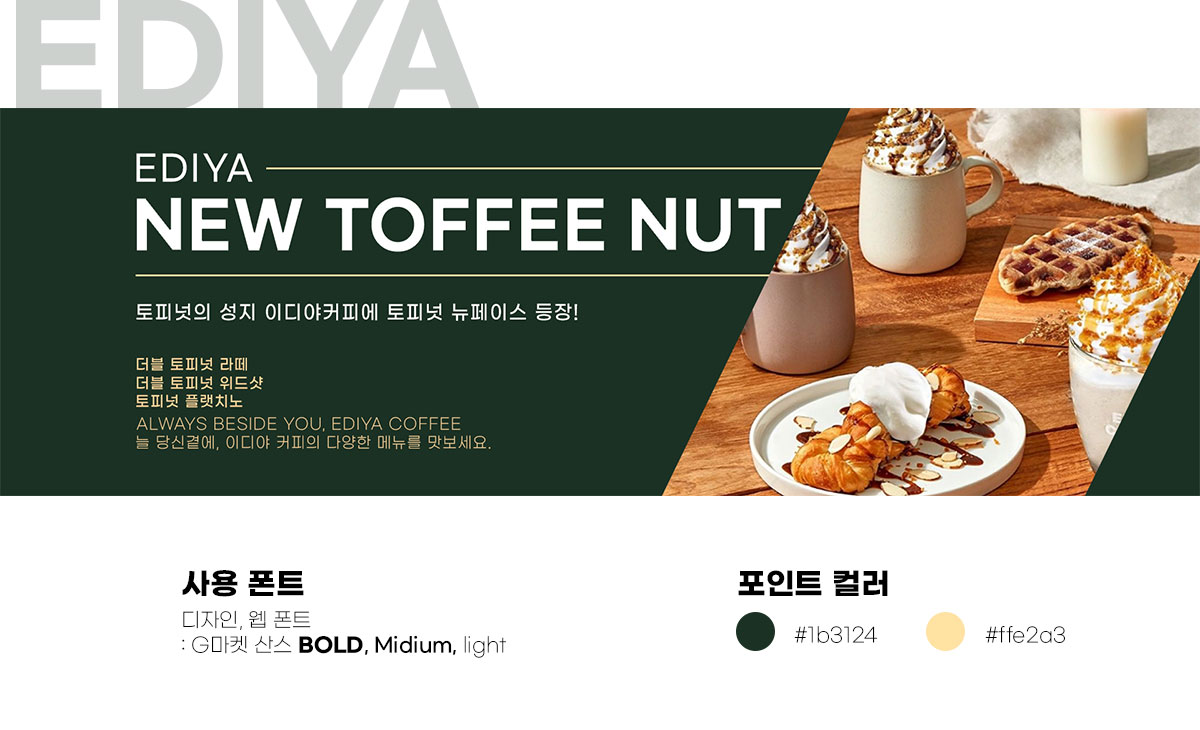 EDIYA
EDIYA
NEW TOFFEE NUT
토피넛의 성지 이디야커피에 토피넛 뉴페이스 등장!
더블 토피넛 라떼
더블 토피넛 위드샷
토피넛 플랫치노
ALWAYS BESIDE YOU, EDIYA COFFEE
늘 당신곁에, 이디야 커피의 다양한 메뉴를 맛보세요.
사용 폰트
디자인, 웹 폰트
: G마켓 산스 BOLD, Midium, light
포인트 컬러
#1b3124
#ffe2a3